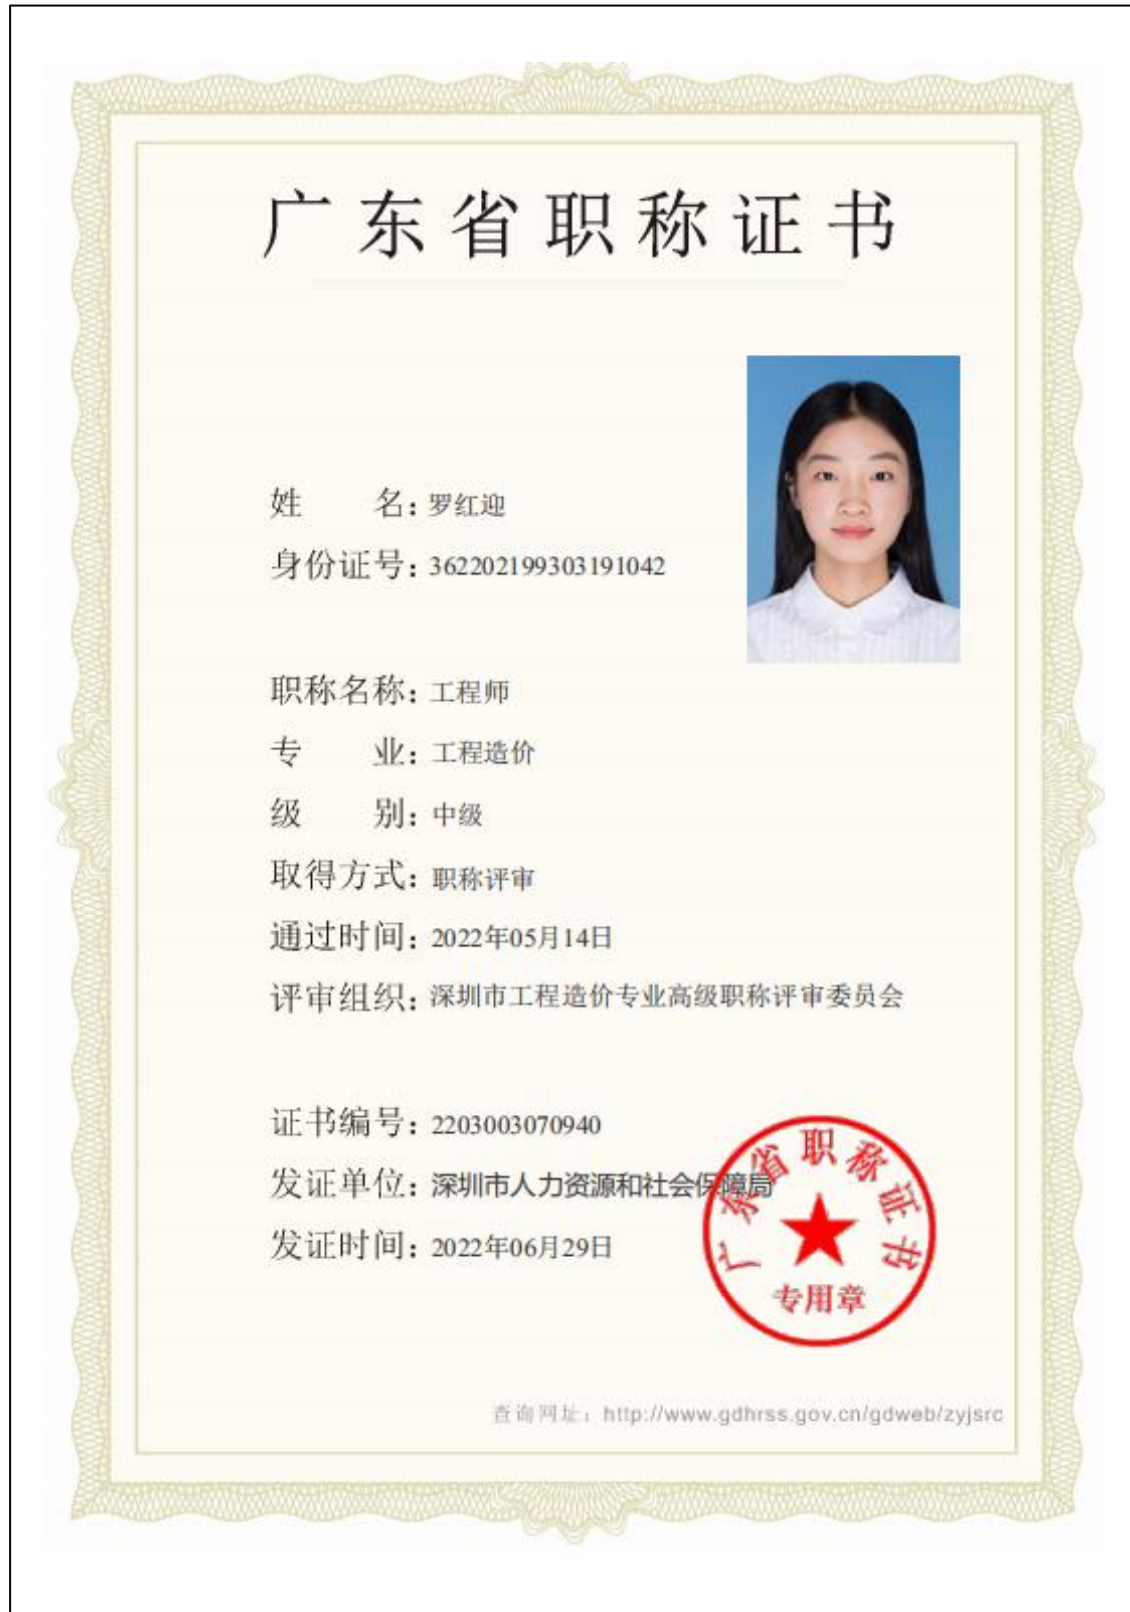 广东省职称证书
姓 名：罗红迎
身份证号：362202199303191042
职称名称：工程师
专 业：工程造价
级 别：中级
取得方式：职称评审
通过时间：2022年05月14日
评审组织：深圳市工程造价专业高级职称评审委员会
证书编号：2203003070940
发证单位：深圳市人力资源和社会保障局
发证时间：2022年06月29日
广东省职称证书
专用章
查询网址：http://www.gdhrss.gov.cn/gdweb/zyjsrc